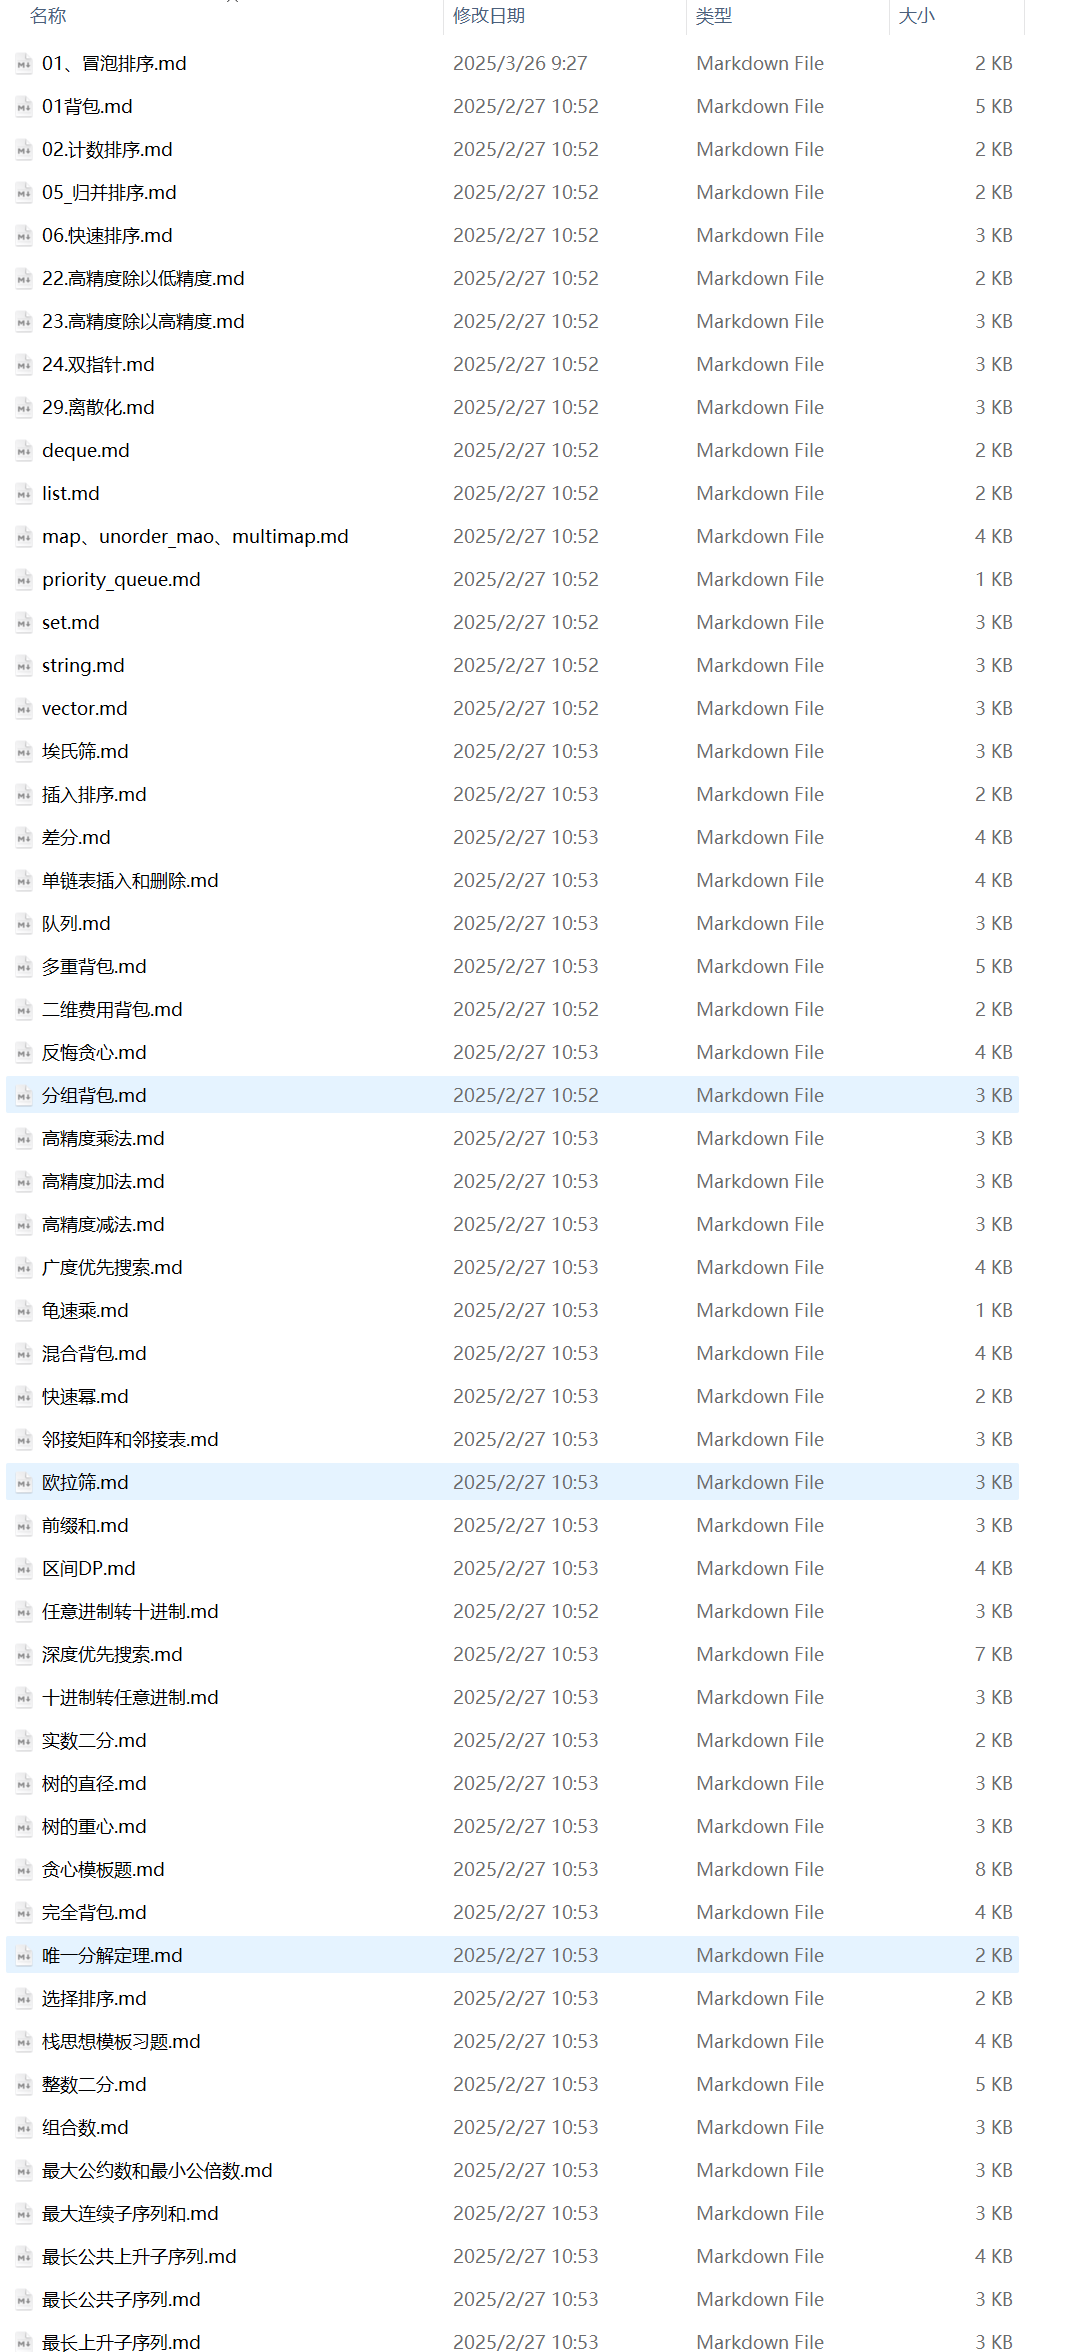 名称 修改日期 类型 大小
01、冒泡排序.md 2025/3/26 9:27 Markdown File 2 KB
01背包.md 2025/2/27 10:52 Markdown File 5 KB
02.计数排序.md 2025/2/27 10:52 Markdown File 2 KB
05_归并排序.md 2025/2/27 10:52 Markdown File 2 KB
06.快速排序.md 2025/2/27 10:52 Markdown File 3 KB
22.高精度除以低精度.md 2025/2/27 10:52 Markdown File 2 KB
23.高精度除以高精度.md 2025/2/27 10:52 Markdown File 3 KB
24.双指针.md 2025/2/27 10:52 Markdown File 3 KB
29.离散化.md 2025/2/27 10:52 Markdown File 3 KB
deque.md 2025/2/27 10:52 Markdown File 2 KB
list.md 2025/2/27 10:52 Markdown File 2 KB
map、unorder_mao、multimap.md 2025/2/27 10:52 Markdown File 4 KB
priority_queue.md 2025/2/27 10:52 Markdown File 1 KB
set.md 2025/2/27 10:52 Markdown File 3 KB
string.md 2025/2/27 10:52 Markdown File 3 KB
vector.md 2025/2/27 10:52 Markdown File 3 KB
埃氏筛.md 2025/2/27 10:53 Markdown File 3 KB
插入排序.md 2025/2/27 10:53 Markdown File 2 KB
差分.md 2025/2/27 10:53 Markdown File 4 KB
单链表插入和删除.md 2025/2/27 10:53 Markdown File 4 KB
队列.md 2025/2/27 10:53 Markdown File 3 KB
多重背包.md 2025/2/27 10:53 Markdown File 5 KB
二维费用背包.md 2025/2/27 10:52 Markdown File 2 KB
反悔贪心.md 2025/2/27 10:53 Markdown File 4 KB
分组背包.md 2025/2/27 10:52 Markdown File 3 KB
高精度乘法.md 2025/2/27 10:53 Markdown File 3 KB
高精度加法.md 2025/2/27 10:53 Markdown File 3 KB
高精度减法.md 2025/2/27 10:53 Markdown File 3 KB
广度优先搜索.md 2025/2/27 10:53 Markdown File 4 KB
龟速乘.md 2025/2/27 10:53 Markdown File 1 KB
混合背包.md 2025/2/27 10:53 Markdown File 4 KB
快速幂.md 2025/2/27 10:53 Markdown File 2 KB
邻接矩阵和邻接表.md 2025/2/27 10:53 Markdown File 3 KB
欧拉筛.md 2025/2/27 10:53 Markdown File 3 KB
前缀和.md 2025/2/27 10:53 Markdown File 3 KB
区间DP.md 2025/2/27 10:53 Markdown File 4 KB
任意进制转十进制.md 2025/2/27 10:52 Markdown File 3 KB
深度优先搜索.md 2025/2/27 10:53 Markdown File 7 KB
十进制转任意进制.md 2025/2/27 10:53 Markdown File 3 KB
实数二分.md 2025/2/27 10:53 Markdown File 2 KB
树的直径.md 2025/2/27 10:53 Markdown File 3 KB
树的重心.md 2025/2/27 10:53 Markdown File 3 KB
贪心模板题.md 2025/2/27 10:53 Markdown File 8 KB
完全背包.md 2025/2/27 10:53 Markdown File 4 KB
唯一分解定理.md 2025/2/27 10:53 Markdown File 2 KB
选择排序.md 2025/2/27 10:53 Markdown File 2 KB
栈思想模板习题.md 2025/2/27 10:53 Markdown File 4 KB
整数二分.md 2025/2/27 10:53 Markdown File 5 KB
组合数.md 2025/2/27 10:53 Markdown File 3 KB
最大公约数和最小公倍数.md 2025/2/27 10:53 Markdown File 3 KB
最大连续子序列和.md 2025/2/27 10:53 Markdown File 3 KB
最长公共上升子序列.md 2025/2/27 10:53 Markdown File 4 KB
最长公共子序列.md 2025/2/27 10:53 Markdown File 3 KB
最长上升子序列.md 2025/2/27 10:53 Markdown File 3 KB